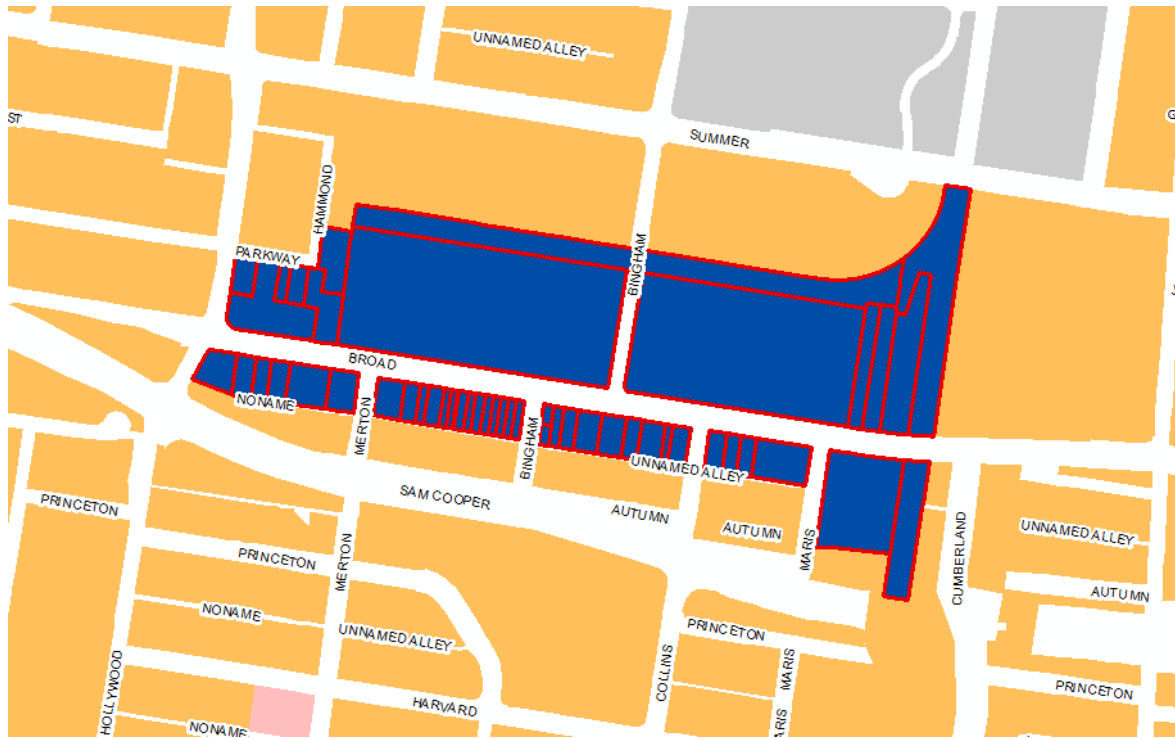 UNNAMED ALLEY
ST
SUMMER
HAMMOND
PARKWAY
BINGHAM
BROAD
NONAME
MERTON
BINGHAM
UNNAMED ALLEY
SAM COOPER
AUTUMN
AUTUMN
MARIS
PRINCETON
CUMBERLAND
UNNAMED ALLEY
AUTUMN
PRINCETON
MERTON
NONAME
UNNAMED ALLEY
PRINCETON
MARIS
COLLINS
HOLLYWOOD
HARVARD
PRINCETON
NONAME
ARIS